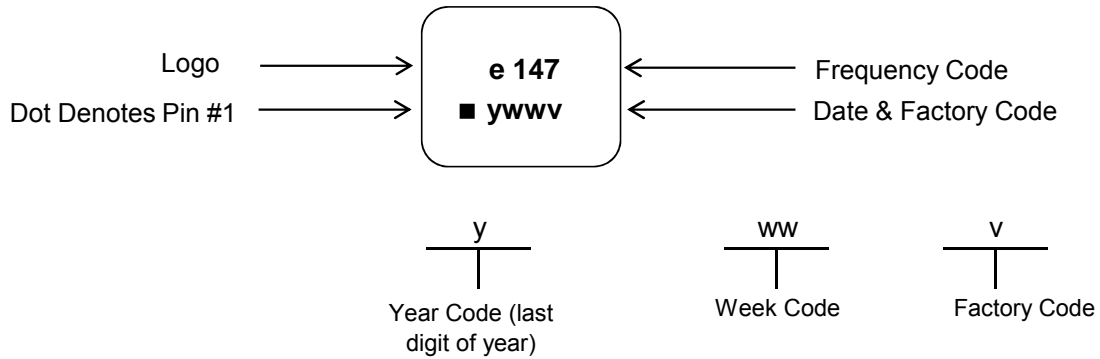 Logo
e 147
Frequency Code
Dot Denotes Pin #1
■ ywwv
Date & Factory Code
y
ww
v
Year Code (last
digit of year)
Week Code
Factory Code